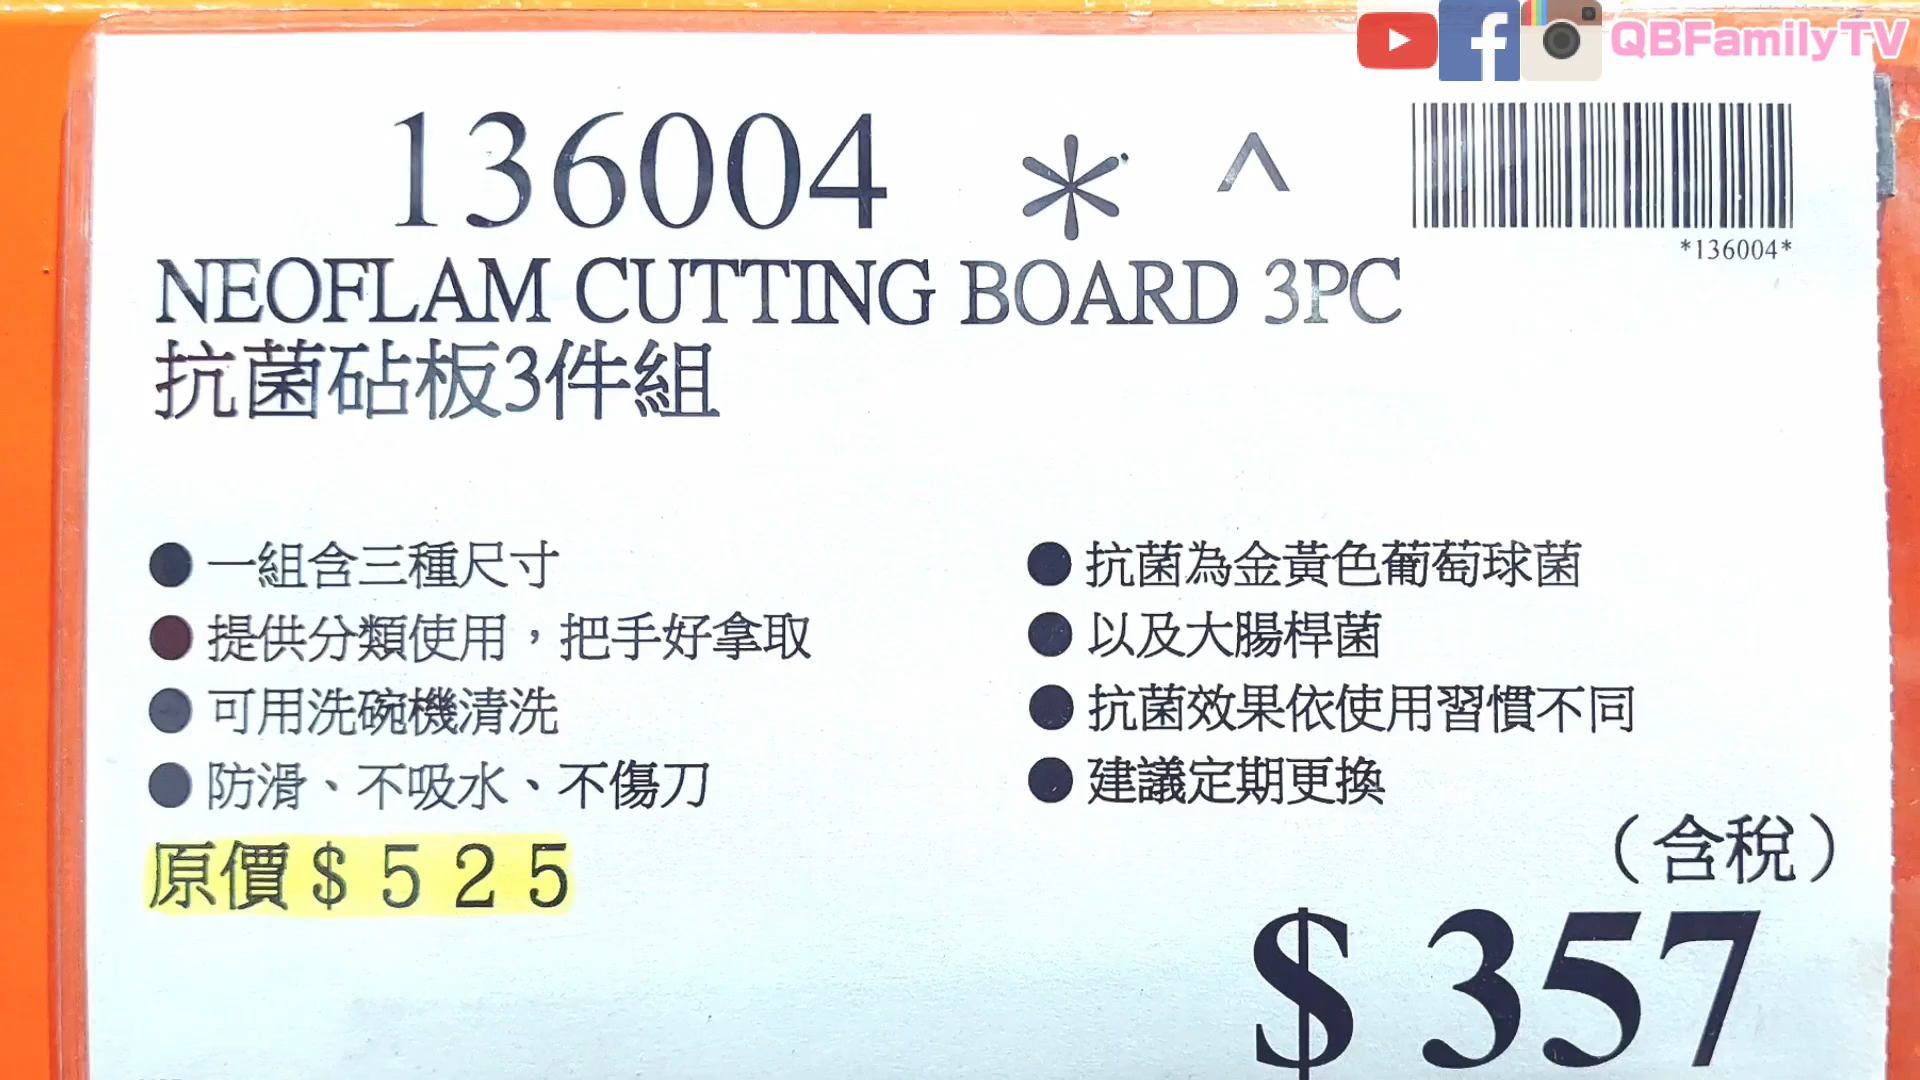 QBFamilyTV
136004 * ^
*136004*
NEOFLAM CUTTING BOARD 3PC
抗菌砧板3件組
●一組含三種尺寸
●提供分類使用，把手好拿取
●可用洗碗機清洗
●防滑、不吸水、不傷刀
●抗菌為金黃色葡萄球菌
●以及大腸桿菌
●抗菌效果依使用習慣不同
●建議定期更換
原價$525
（含稅）
$357